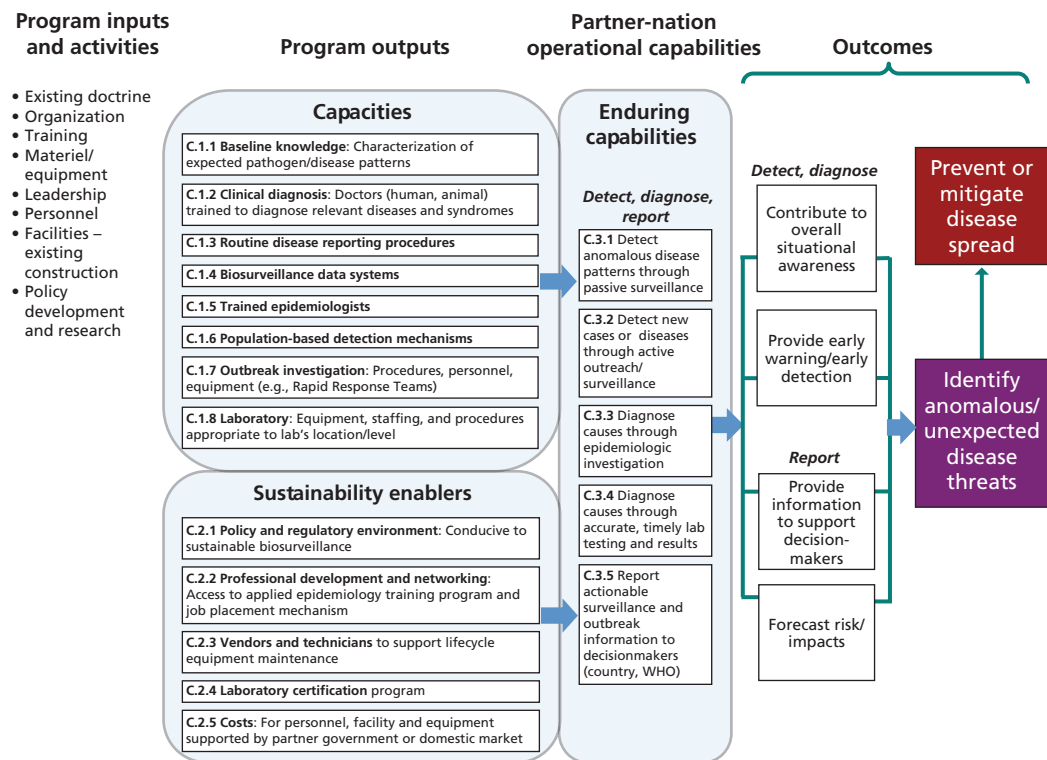 Program inputs
and activities
• Existing doctrine
• Organization
• Training
• Materiel/
equipment
• Leadership
• Personnel
• Facilities –
existing
construction
• Policy
development
and research
Program outputs
Capacities
C.1.1 Baseline knowledge: Characterization of
expected pathogen/disease patterns
C.1.2 Clinical diagnosis: Doctors (human, animal)
trained to diagnose relevant diseases and syndromes
C.1.3 Routine disease reporting procedures
C.1.4 Biosurveillance data systems
C.1.5 Trained epidemiologists
C.1.6 Population-based detection mechanisms
C.1.7 Outbreak investigation: Procedures, personnel,
equipment (e.g., Rapid Response Teams)
C.1.8 Laboratory: Equipment, staffing, and procedures
appropriate to lab's location/level
Sustainability enablers
C.2.1 Policy and regulatory environment: Conducive to
sustainable biosurveillance
C.2.2 Professional development and networking:
Access to applied epidemiology training program and
job placement mechanism
C.2.3 Vendors and technicians to support lifecycle
equipment maintenance
C.2.4 Laboratory certification program
C.2.5 Costs: For personnel, facility and equipment
supported by partner government or domestic market
Partner-nation
operational capabilities
Enduring
capabilities
Detect, diagnose,
report
C.3.1 Detect
anomalous disease
patterns through
passive surveillance
C.3.2 Detect new
cases or diseases
through active
outreach/
surveillance
C.3.3 Diagnose
causes through
epidemiologic
investigation
C.3.4 Diagnose
causes through
accurate, timely lab
testing and results
C.3.5 Report
actionable
surveillance and
outbreak
information to
decisionmakers
(country, WHO)
Outcomes
Detect, diagnose
Contribute to
overall
situational
awareness
Provide early
warning/early
detection
Report
Provide
information
to support
decision-
makers
Forecast risk/
impacts
Prevent or
mitigate
disease
spread
Identify
anomalous/
unexpected
disease
threats